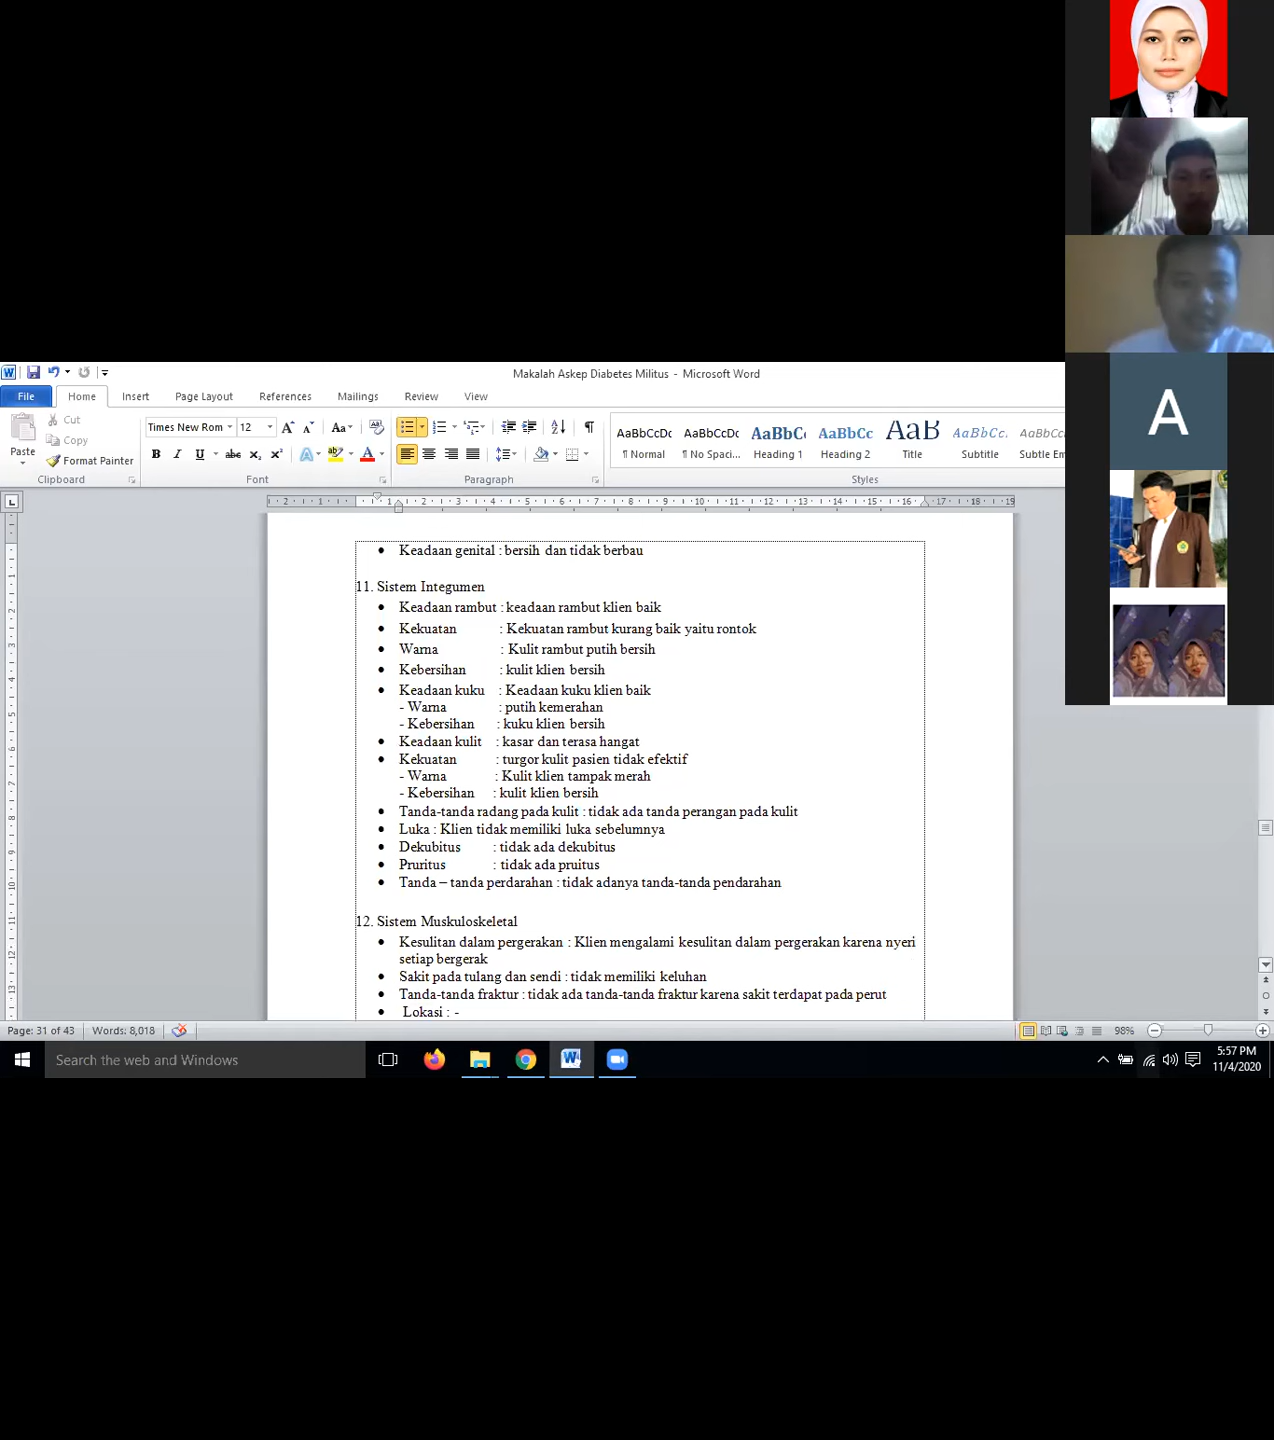 Makalah Askep Diabetes Militus - Microsoft Word
File Home Insert Page Layout References Mailings Review View
Cut
Copy
Paste
Format Painter
Times New Rom 12
AaBbCcDc AaBbCcDc AaBbC AaBbCc AaB AaBbCc. AaBbCcD
¶ Normal ¶ No Spaci... Heading 1 Heading 2 Title Subtitle Subtle Em
Clipboard Font Paragraph Styles
A
• Keadaan genital : bersih dan tidak berbau
11. Sistem Integumen
• Keadaan rambut : keadaan rambut klien baik
• Kekuatan : Kekuatan rambut kurang baik yaitu rontok
• Warna : Kulit rambut putih bersih
• Kebersihan : kulit klien bersih
• Keadaan kuku : Keadaan kuku klien baik
- Warna : putih kemerahan
- Kebersihan : kuku klien bersih
• Keadaan kulit : kasar dan terasa hangat
• Kekuatan : turgor kulit pasien tidak efektif
- Warna : Kulit klien tampak merah
- Kebersihan : kulit klien bersih
• Tanda-tanda radang pada kulit : tidak ada tanda perangan pada kulit
• Luka : Klien tidak memiliki luka sebelumnya
• Dekubitus : tidak ada dekubitus
• Pruritus : tidak ada pruitus
• Tanda – tanda perdarahan : tidak adanya tanda-tanda pendarahan
12. Sistem Muskuloskeletal
• Kesulitan dalam pergerakan : Klien mengalami kesulitan dalam pergerakan karena nyeri
setiap bergerak
• Sakit pada tulang dan sendi : tidak memiliki keluhan
• Tanda-tanda fraktur : tidak ada tanda-tanda fraktur karena sakit terdapat pada perut
• Lokasi : -
Page: 31 of 43 Words: 8,018 98%
Search the web and Windows
5:57 PM
11/4/2020